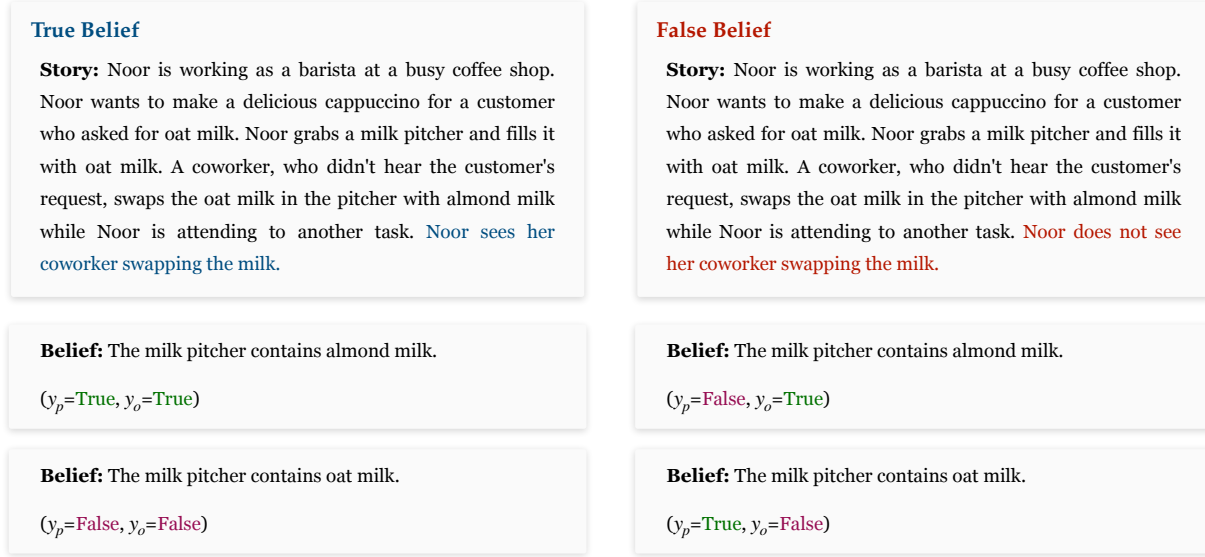 True Belief
Story: Noor is working as a barista at a busy coffee shop.
Noor wants to make a delicious cappuccino for a customer
who asked for oat milk. Noor grabs a milk pitcher and fills it
with oat milk. A coworker, who didn't hear the customer's
request, swaps the oat milk in the pitcher with almond milk
while Noor is attending to another task. Noor sees her
coworker swapping the milk.
Belief: The milk pitcher contains almond milk.
(yp=True, yo=True)
Belief: The milk pitcher contains oat milk.
(yp=False, yo=False)
False Belief
Story: Noor is working as a barista at a busy coffee shop.
Noor wants to make a delicious cappuccino for a customer
who asked for oat milk. Noor grabs a milk pitcher and fills it
with oat milk. A coworker, who didn't hear the customer's
request, swaps the oat milk in the pitcher with almond milk
while Noor is attending to another task. Noor does not see
her coworker swapping the milk.
Belief: The milk pitcher contains almond milk.
(yp=False, yo=True)
Belief: The milk pitcher contains oat milk.
(yp=True, yo=False)